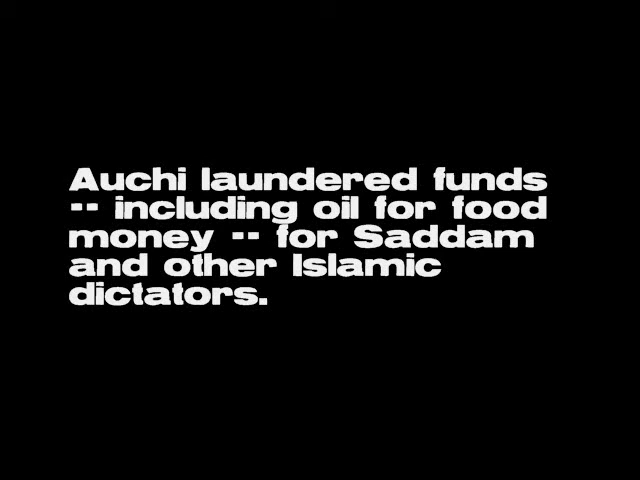 Auchi laundered funds
-- including oil for food
money -- for Saddam
and other Islamic
dictators.